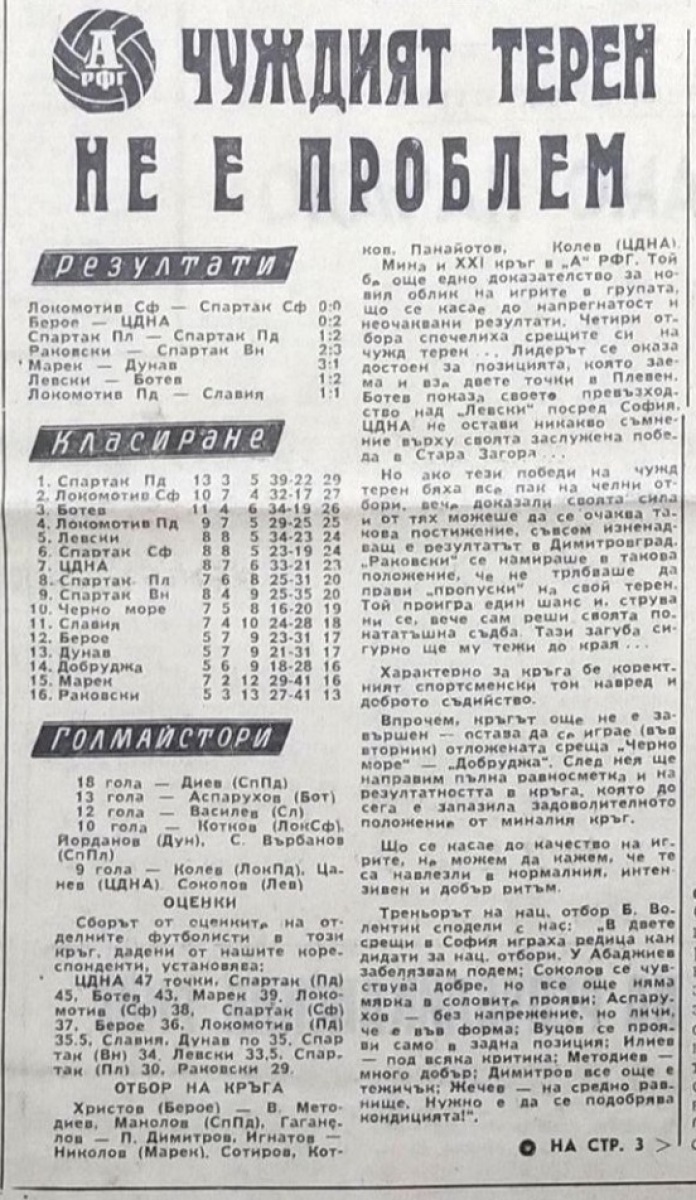 А
РФГ
ЧУЖДИЯТ ТЕРЕН
НЕ Е ПРОБЛЕМ
Резултати
Локомотив Сф — Спартак Сф 0:0
Берое — ЦДНА 0:2
Спартак Пл — Спартак Пд 1:2
Раковски — Спартак Вн 2:3
Марек — Дунав 3:1
Левски — Ботев 1:2
Локомотив Пд — Славия 1:1
Класиране
1. Спартак Пд 13 3 5 39-22 29
2. Локомотив Сф 10 7 4 32-17 27
3. Ботев 11 4 6 34-19 26
4. Локомотив Пд 9 7 5 29-25 25
5. Левски 8 8 5 34-23 24
6. Спартак Сф 8 8 5 23-19 24
7. ЦДНА 8 7 6 33-21 23
8. Спартак Пл 7 6 8 25-31 20
9. Спартак Вн 8 4 9 25-35 20
10. Черно море 7 5 8 16-20 19
11. Славия 7 4 10 24-28 18
12. Берое 5 7 9 23-31 17
13. Дунав 5 7 9 21-31 17
14. Добруджа 5 6 9 18-28 16
15. Марек 7 2 12 29-41 16
16. Раковски 5 3 13 27-41 13
Голмайстори
18 гола — Диев (СпПд)
13 гола — Аспарухов (Бот)
12 гола — Василев (Сл)
10 гола — Котков (ЛокСф),
Йорданов (Дун), С. Върбанов
(СпПл)
9 гола — Колев (ЛокПд), Ца-
нев (ЦДНА). Соколов (Лев)
ОЦЕНКИ
Сборът от оценките на от-
делните футболисти в този
кръг, дадени от нашите коре-
споденти, установява:
ЦДНА 47 точки, Спартак (Пд)
45, Ботев 43, Марек 39, Локо-
мотив (Сф) 38, Спартак (Сф)
37, Берое 36, Локомотив (Пд)
35.5, Славия, Дунав по 35, Спар
так (Вн) 34, Левски 33,5, Спар-
так (Пл) 30, Раковски 29.
ОТБОР НА КРЪГА
Христов (Берое) — В. Мето-
диев, Манолов (СпПд), Гагане-
лов — П. Димитров, Игнатов —
Николов (Марек), Сотиров, Кот-
ков, Панайотов, Колев (ЦДНА).
Мина и XXI кръг в „А" РФГ. Той
бе още едно доказателство за но-
вия облик на игрите в групата,
що се касае до напрегнатост и
неочаквани резултати. Четири от-
бора спечелиха срещите си на
чужд терен ... Лидерът се оказа
достоен за позицията, която зае-
ма и взе двете точки в Плевен.
Ботев показа своето превъзход-
ство над „Левски" посред София,
ЦДНА не остави никакво съмне-
ние върху своята заслужена побе-
да в Стара Загора ...
Но ако тези победи на чужд
терен бяха все пак на челни от-
бори, вече доказали своята сила
и от тях можеше да се очаква та-
кова постижение, съвсем изненад-
ващ е резултатът в Димитровград.
„Раковски" се намираше в такова
положение, че не трябваше да
прави „пропуски" на свой терен.
Той проигра един шанс и, струва
ни се, вече сам реши своята по-
нататъшна съдба. Тази загуба си-
гурно ще му тежи до края ...
Характерно за кръга бе корект-
ният спортсменски тон навред и
доброто съдийство.
Впрочем, кръгът още не е за-
вършен — остава да се играе (във
вторник) отложената среща „Черно
море" — „Добруджа". След нея ще
направим пълна равносметка и на
резултатността в кръга, която до
сега е запазила задоволителното
положение от миналия кръг.
Що се касае до качество на иг-
рите, не можем да кажем, че те
са навлезли в нормалния, интен-
зивен и добър ритъм.
Треньорът на нац. отбор Б. Во-
лентик сподели с нас: „В двете
срещи в София играха редица кан
дидати за нац. отбори. У Абаджиев
забелязвам подем; Соколов се чув-
ствува добре, но все още няма
мярка в соловите прояви; Аспару-
хов — без напрежение, но личи,
че е във форма; Вуцов се проя-
ви само в задна позиция; Илиев
— под всяка критика; Методиев —
много добър; Димитров все още е
тежичък; Жечев — на средно рав-
нище. Нужно е да се подобрява
кондицията!".
НА СТР. 3 >